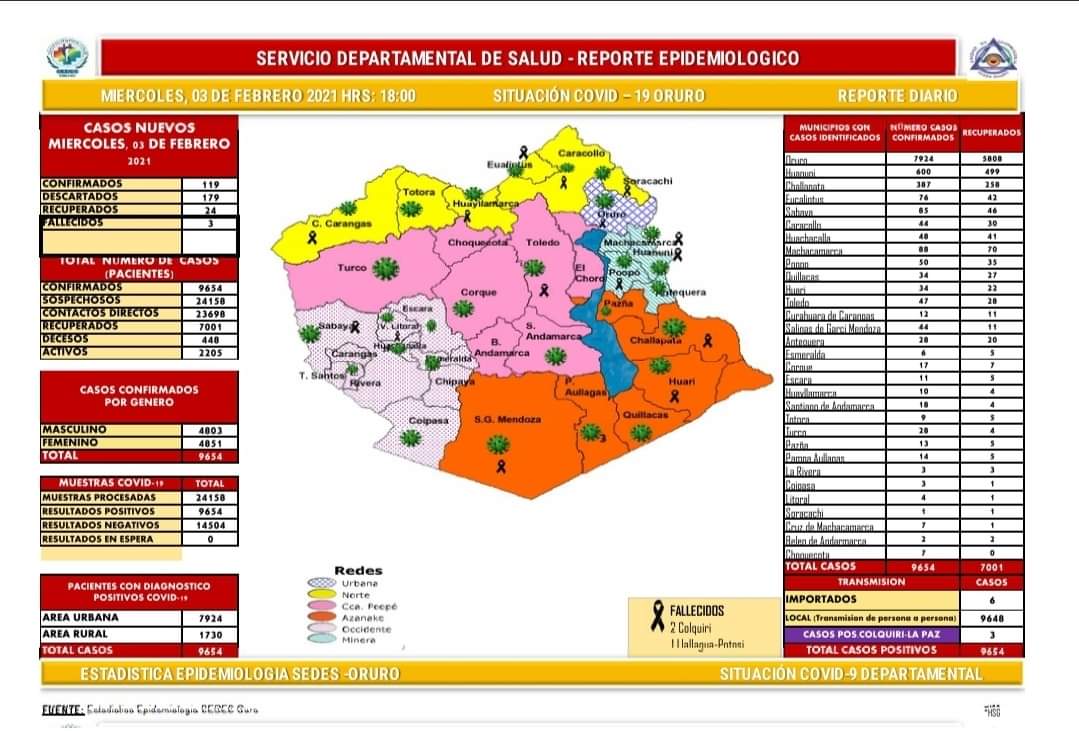 SERVICIO DEPARTAMENTAL DE SALUD - REPORTE EPIDEMIOLOGICO
MIERCOLES, 03 DE FEBRERO 2021 HRS: 18:00 SITUACIÓN COVID – 19 ORURO REPORTE DIARIO
CASOS NUEVOS
MIERCOLES, 03 DE FEBRERO
2021
CONFIRMADOS 119
DESCARTADOS 179
RECUPERADOS 24
FALLECIDOS 3
TOTAL NUMERO DE CASOS
(PACIENTES)
CONFIRMADOS 9654
SOSPECHOSOS 24158
CONTACTOS DIRECTOS 23698
RECUPERADOS 7001
DECESOS 448
ACTIVOS 2205
CASOS CONFIRMADOS
POR GENERO
MASCULINO 4803
FEMENINO 4851
TOTAL 9654
MUESTRAS COVID-19 TOTAL
MUESTRAS PROCESADAS 24158
RESULTADOS POSITIVOS 9654
RESULTADOS NEGATIVOS 14504
RESULTADOS EN ESPERA 0
PACIENTES CON DIAGNOSTICO
POSITIVOS COVID-19
AREA URBANA 7924
AREA RURAL 1730
TOTAL CASOS 9654
Caracollo
Eucaliptus
Soracachi
Totora
Huayllamarca
Oruro
C. Carangas
Choquecota
Toledo
Machacamarca
Huanuni
Turco
El
Choro
Poopó
Antequera
Corque
Pazña
Escara
Sabaya
V. Litoral
S.
Andamarca
Challapata
Huachacalla
B.
Andamarca
Carangas
Esmeralda
T. Santos
Rivera
Chipaya
P.
Aullagas
Huari
Coipasa
S.G. Mendoza
Quillacas
3
Redes
Urbana
Norte
Cca. Poopó
Azanake
Occidente
Minera
FALLECIDOS
2 Colquiri
1 Llallagua-Potosi
MUNICIPIOS CON
CASOS IDENTIFICADOS NÚMERO CASOS
CONFIRMADOS RECUPERADOS
Oruro 7924 5808
Huanuni 600 499
Challapata 387 258
Eucaliptus 76 42
Sabaya 85 46
Caracollo 44 30
Huachacalla 48 41
Machacamarca 88 70
Poopo 50 35
Quillacas 34 27
Huari 34 22
Toledo 47 28
Curahuara de Carangas 12 11
Salinas de Garci Mendoza 44 11
Antequera 28 20
Esmeralda 6 5
Corque 17 7
Escara 11 5
Huayllamarca 10 4
Santiago de Andamarca 18 4
Totora 9 5
Turco 28 4
Pazña 13 5
Pampa Aullagas 14 5
La Rivera 3 3
Coipasa 3 1
Litoral 4 1
Soracachi 1 1
Cruz de Machacamarca 7 1
Belen de Andarmarca 2 2
Choquecota 7 0
TOTAL CASOS 9654 7001
TRANSMISION CASOS
IMPORTADOS 6
LOCAL (Transmision de persona a persona) 9648
CASOS POS COLQUIRI-LA PAZ 3
TOTAL CASOS POSITIVOS 9654
ESTADISTICA EPIDEMIOLOGIA SEDES -ORURO SITUACIÓN COVID-9 DEPARTAMENTAL
FUENTE: Estadistica Epidemiologia SEDES Oruro
HSG